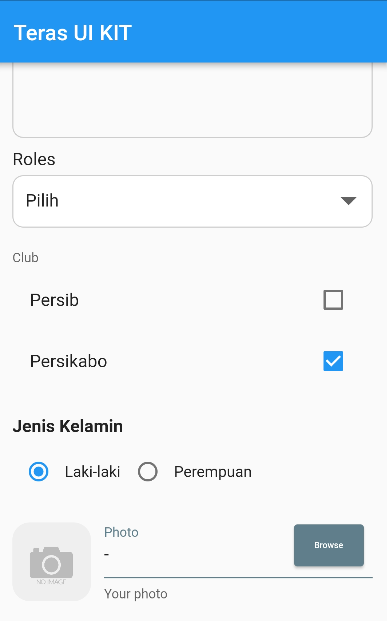 Teras UI KIT
Roles
Pilih
Club
Persib
Persikabo
Jenis Kelamin
Laki-laki Perempuan
Photo
-
Browse
NO IMAGE
Your photo